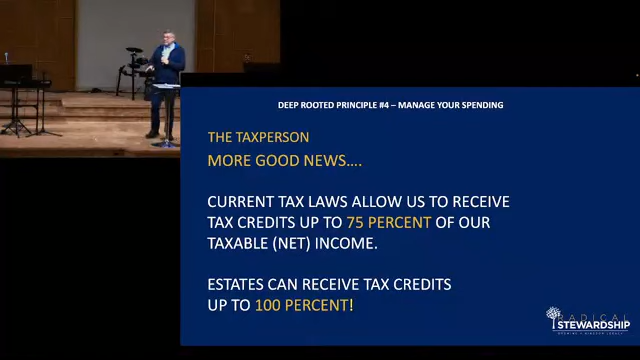 DEEP ROOTED PRINCIPLE #4 – MANAGE YOUR SPENDING
THE TAXPERSON
MORE GOOD NEWS….
CURRENT TAX LAWS ALLOW US TO RECEIVE
TAX CREDITS UP TO 75 PERCENT OF OUR
TAXABLE (NET) INCOME.
ESTATES CAN RECEIVE TAX CREDITS
UP TO 100 PERCENT!
RADICAL
STEWARDSHIP